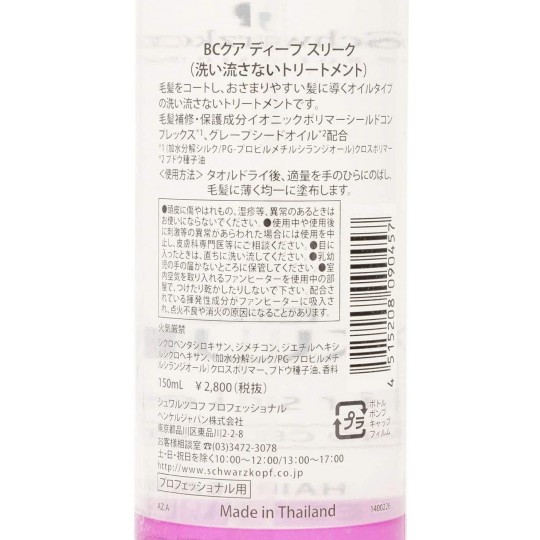 Schwarzko
BCクア ディープ スリーク
(洗い流さないトリートメント)
毛髪をコートし、おさまりやすい髪に導くオイルタイプ
の洗い流さないトリートメントです。
毛髪補修・保護成分イオニックポリマーシールドコン
プレックス*1、グレープシードオイル*2配合
*1 (加水分解シルク/PG-プロピルメチルシランジオール)クロスポリマー
*2 ブドウ種子油
<使用方法> タオルドライ後、適量を手のひらにのばし、
毛髪に薄く均一に塗布します。
●頭皮に傷やはれもの、湿疹等、異常のあるときは
お使いにならないでください。●使用中や使用後
に刺激等の異常があらわれた場合には使用を中
止し、皮膚科専門医等にご相談ください。●目に
入ったときは、直ちに洗い流してください。●乳幼
児の手の届かないところに保管してください。●室
内空気を取り入れるファンヒーターを使用中の部
屋で、つけたり乾かしたりしないで下さい。配合さ
れている揮発性成分がファンヒーターに吸入さ
れ、点火不良や消火の原因になることがあります。
火気厳禁
シクロペンタシロキサン、ジメチコン、ジエチルヘキシ
ルシクロヘキサン、(加水分解シルク/PG-プロピルメ
チルシランジオール)クロスポリマー、ブドウ種子油、香料
150mL ￥2,800(税抜)
シュワルツコフ プロフェッショナル
ヘンケルジャパン株式会社
東京都品川区東品川2-2-8
お客様相談室 ☎(03)3472-3078
土・日・祝日を除く10:00~12:00/13:00~17:00
http://www.schwarzkopf.co.jp
プロフェッショナル用
4 515208 090457
プラ
ボトル
ポンプ
キャップ
フィルム
AZ.A
Made in Thailand
1400226